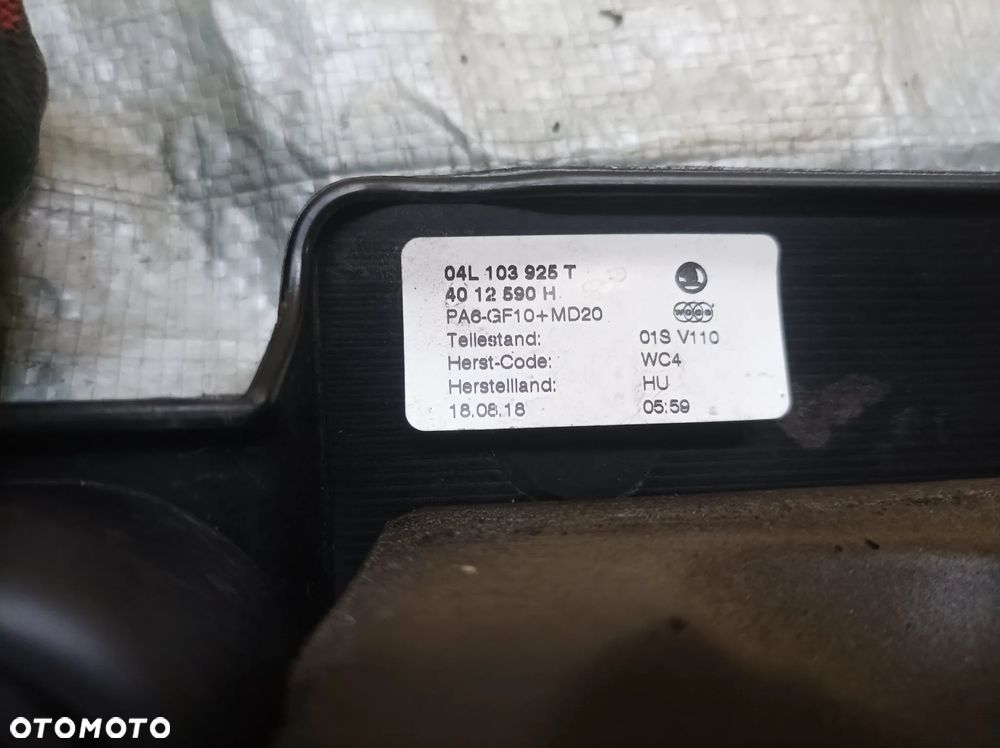 04L 103 925 T
40 12 590 H
PA6-GF10+MD20
Teilestand: 01S V110
Herst-Code: WC4
Herstellland: HU
18.06.18 05:59
OTOMOTO